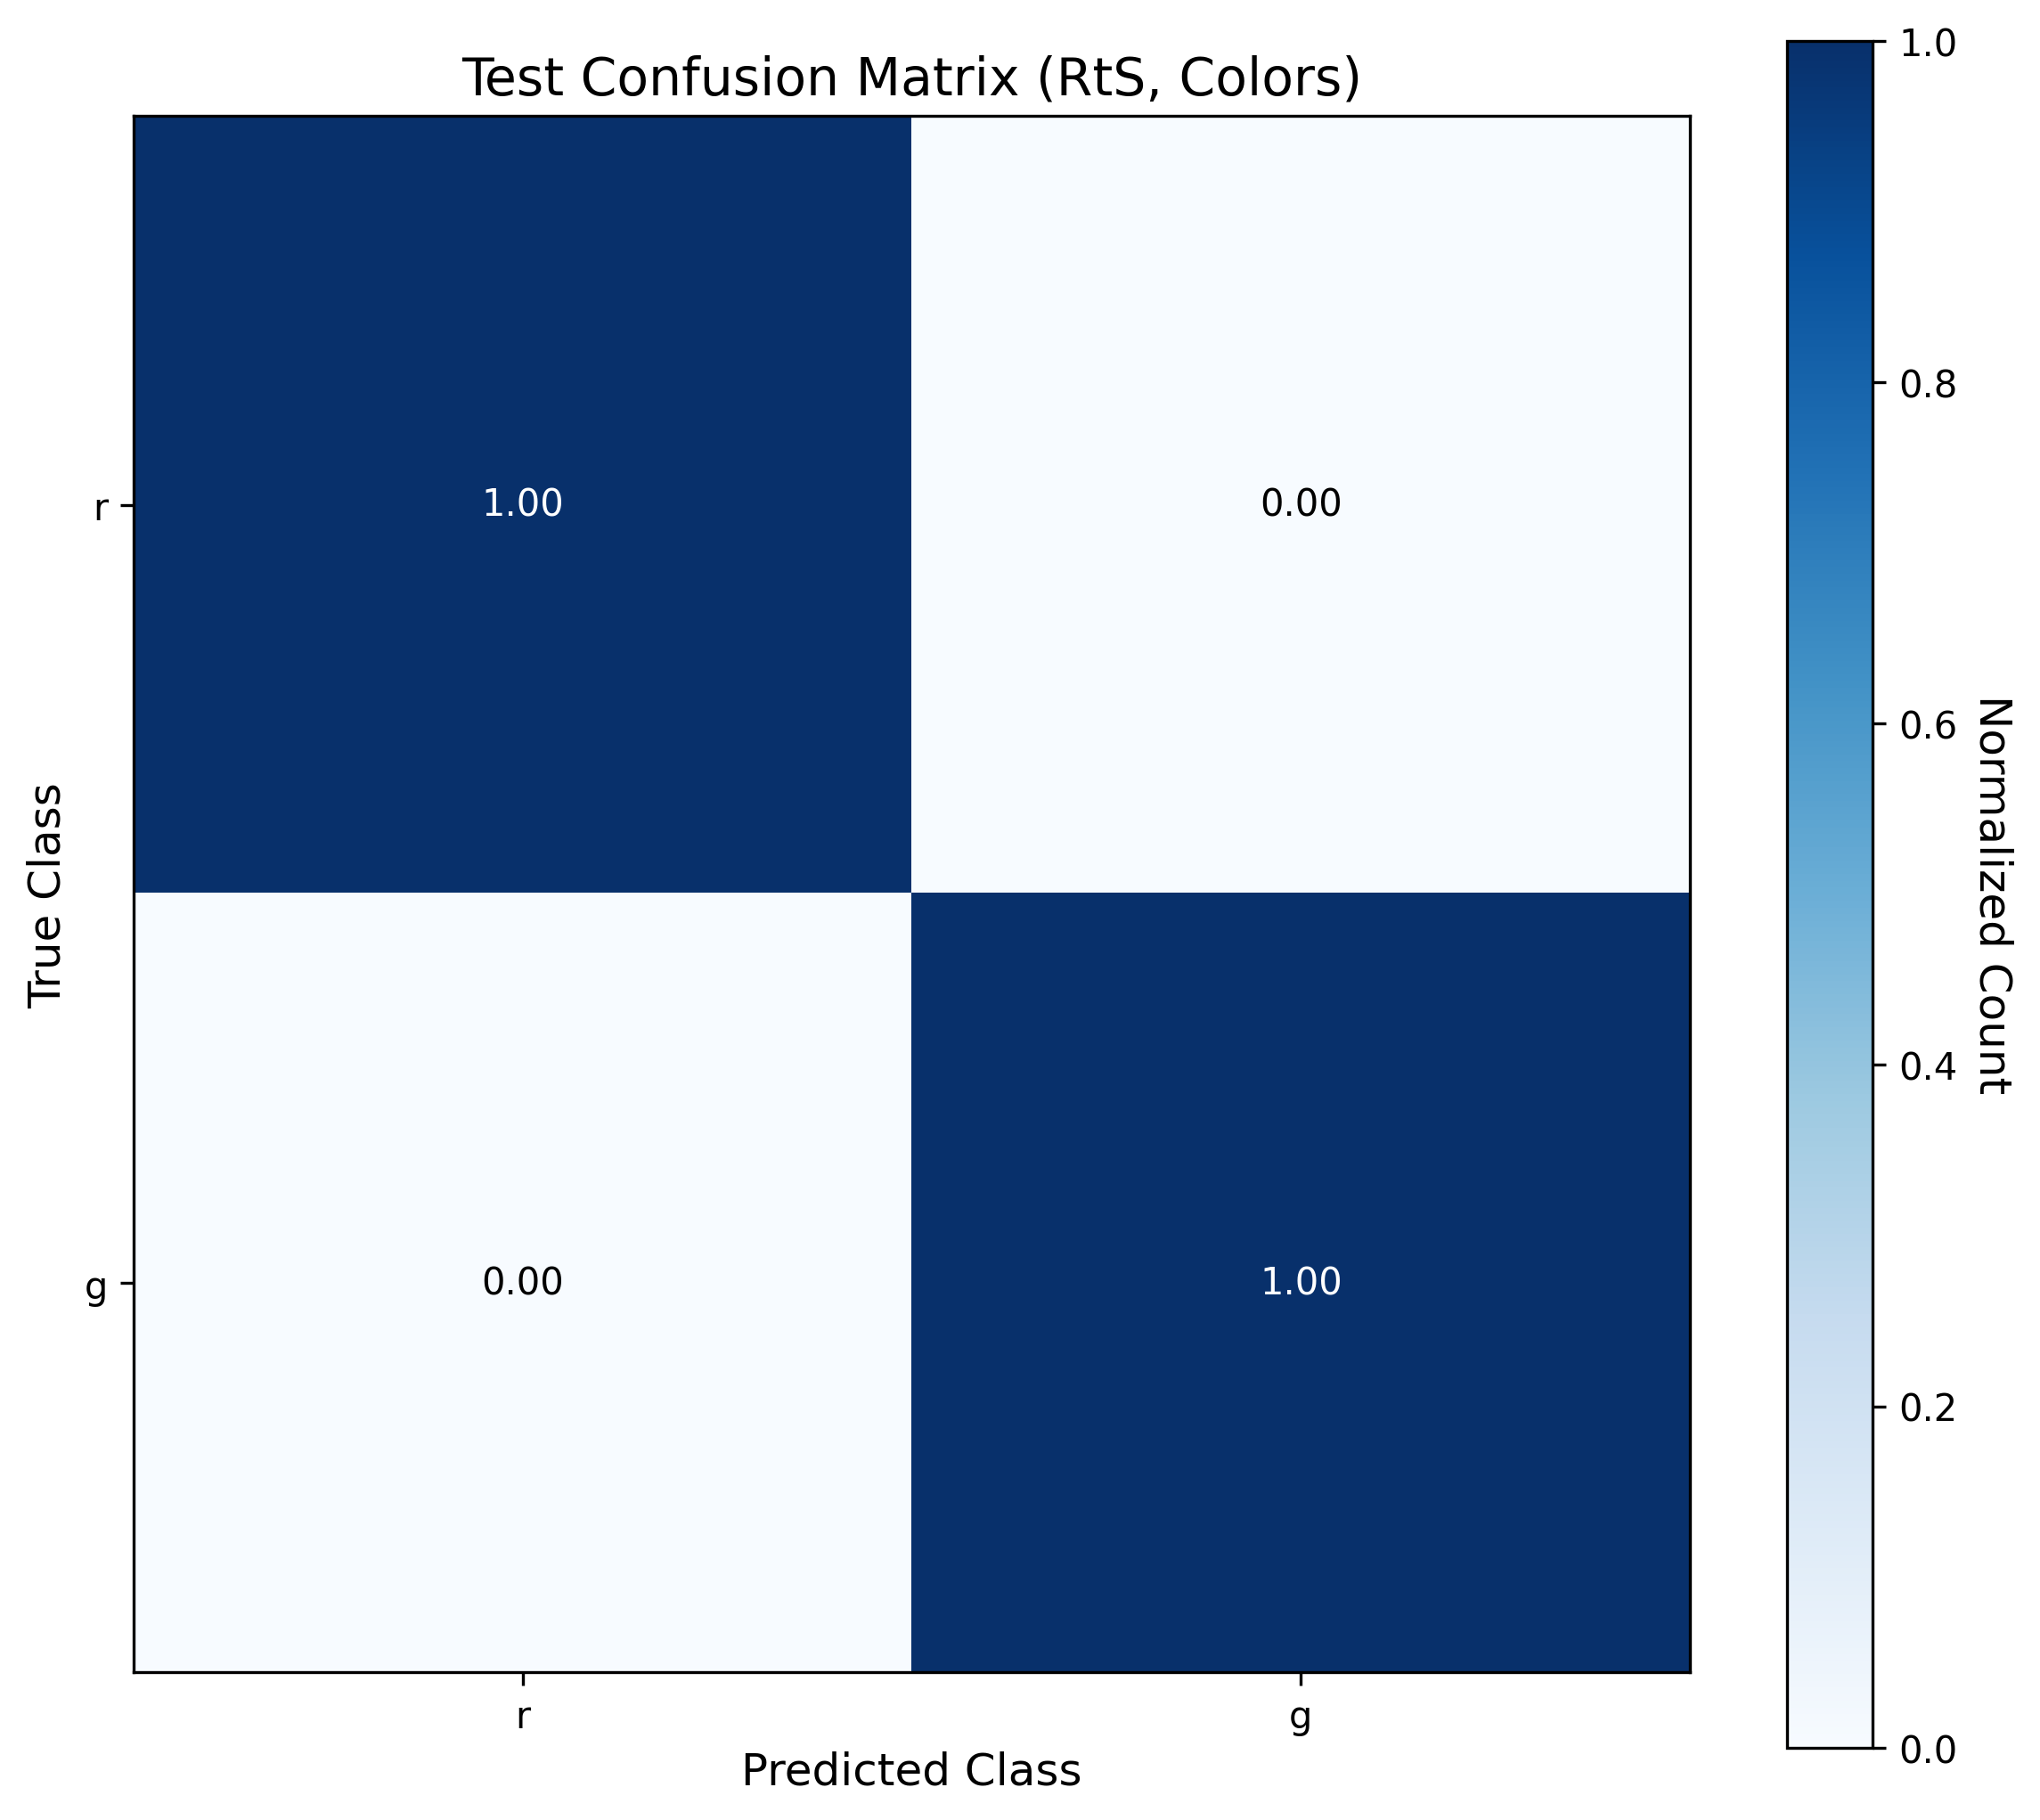 Test Confusion Matrix (RtS, Colors)
True Class
r
1.00
0.00
g
0.00
1.00
r
g
Predicted Class
1.0
0.8
0.6
0.4
0.2
0.0
Normalized Count